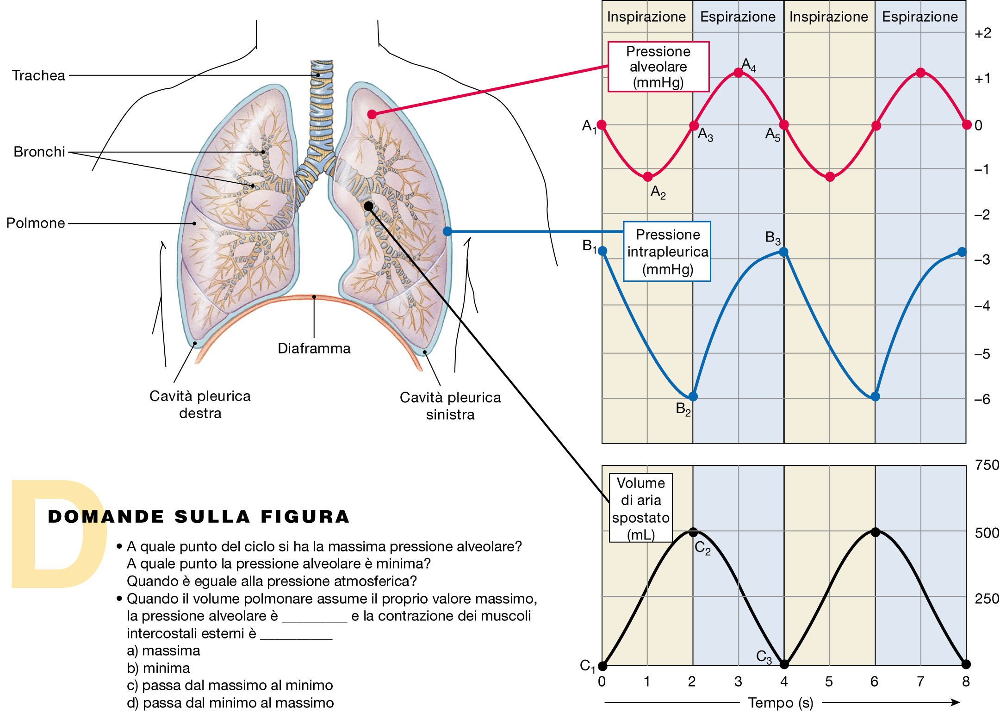 Trachea
Bronchi
Polmone
Diaframma
Cavità pleurica
destra
Cavità pleurica
sinistra
Inspirazione
Espirazione
Inspirazione
Espirazione
Pressione
alveolare
(mmHg)
A1
A2
A3
A4
A5
+2
+1
0
–1
–2
–3
–4
–5
–6
Pressione
intrapleurica
(mmHg)
B1
B2
B3
Volume
di aria
spostato
(mL)
C1
C2
C3
750
500
250
0 1 2 3 4 5 6 7 8
Tempo (s)
D
DOMANDE SULLA FIGURA
• A quale punto del ciclo si ha la massima pressione alveolare?
A quale punto la pressione alveolare è minima?
Quando è eguale alla pressione atmosferica?
• Quando il volume polmonare assume il proprio valore massimo,
la pressione alveolare è _________ e la contrazione dei muscoli
intercostali esterni è __________
a) massima
b) minima
c) passa dal massimo al minimo
d) passa dal minimo al massimo